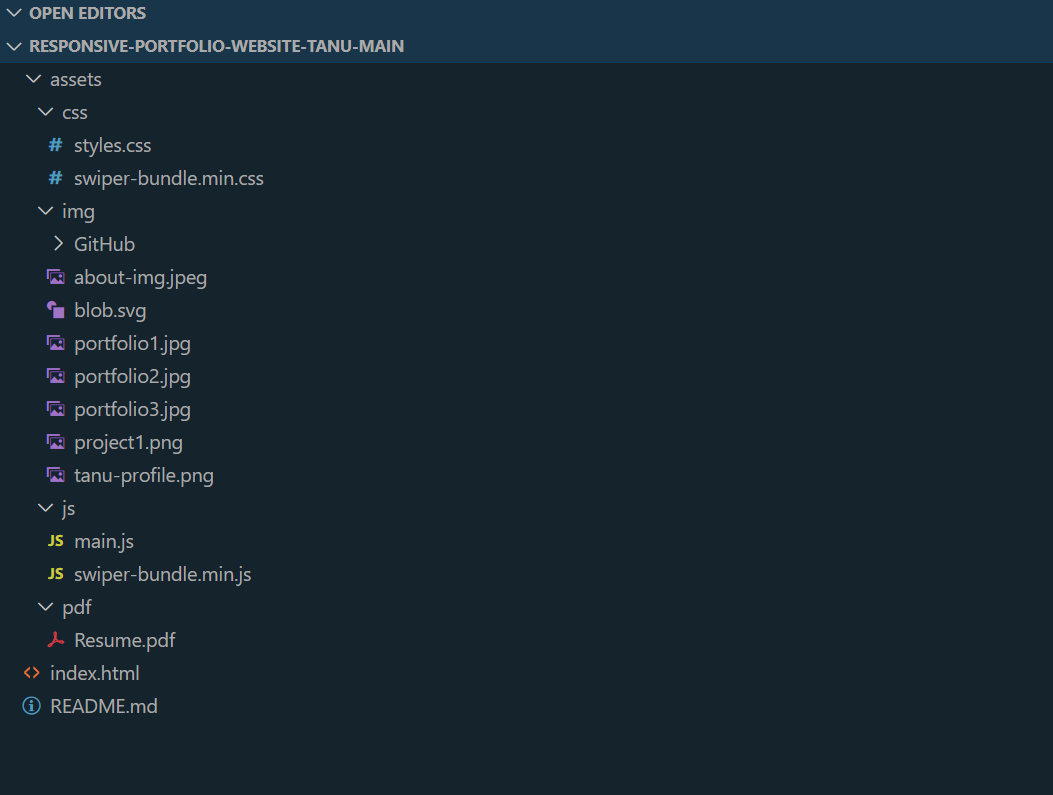 OPEN EDITORS
RESPONSIVE-PORTFOLIO-WEBSITE-TANU-MAIN
assets
css
# styles.css
# swiper-bundle.min.css
img
GitHub
about-img.jpeg
blob.svg
portfolio1.jpg
portfolio2.jpg
portfolio3.jpg
project1.png
tanu-profile.png
js
JS main.js
JS swiper-bundle.min.js
pdf
Resume.pdf
<> index.html
README.md